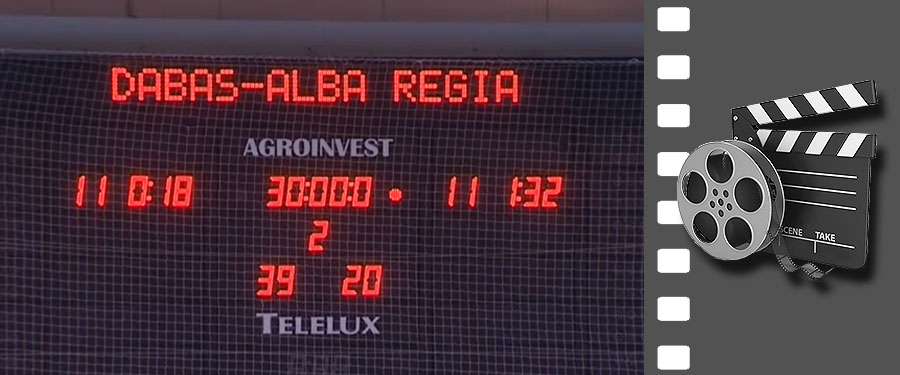 DABAS-ALBA REGIA
AGROINVEST
11 0:18 30:00:0 11 1:32
2
39 20
TELELUX
SCENE TAKE